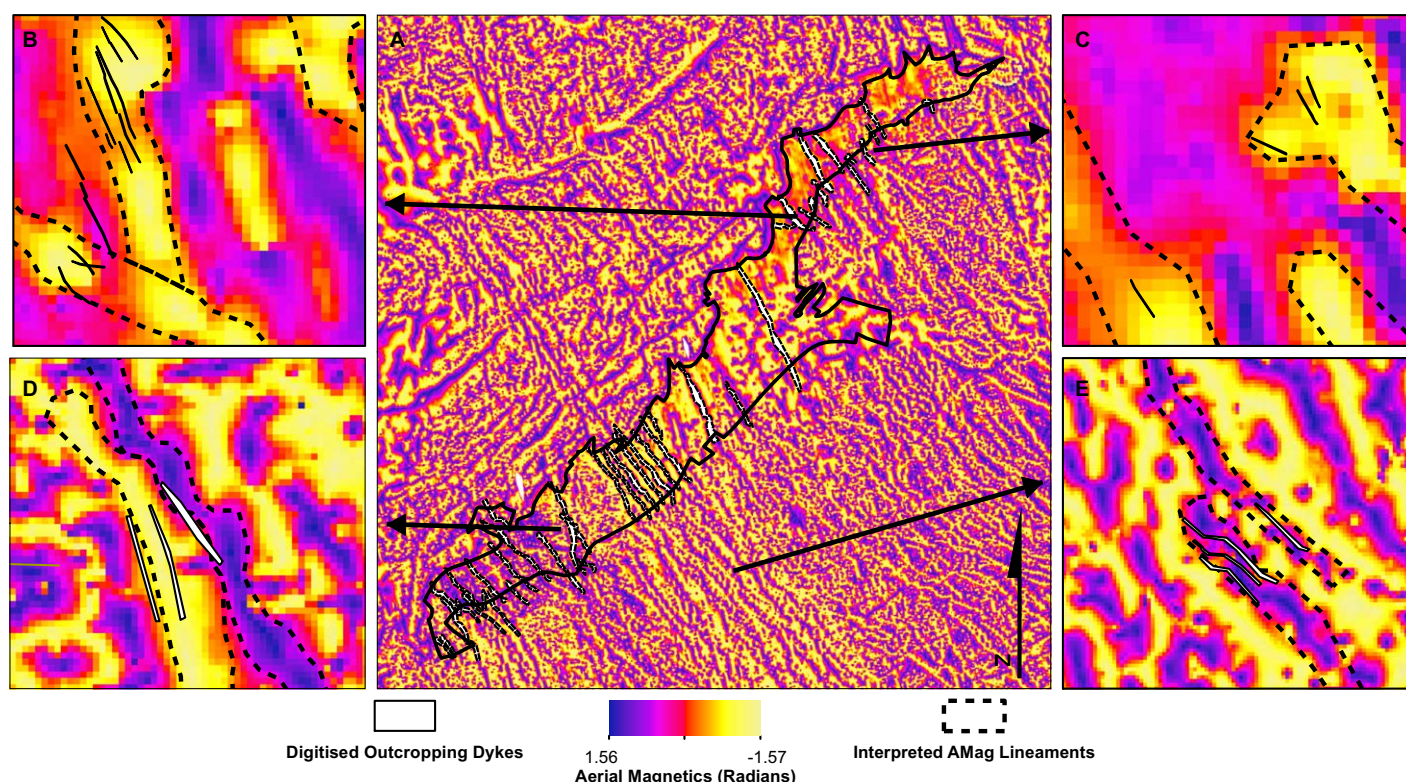 B
A
C
D
E
N
Digitised Outcropping Dykes
1.56
-1.57
Aerial Magnetics (Radians)
Interpreted AMag Lineaments